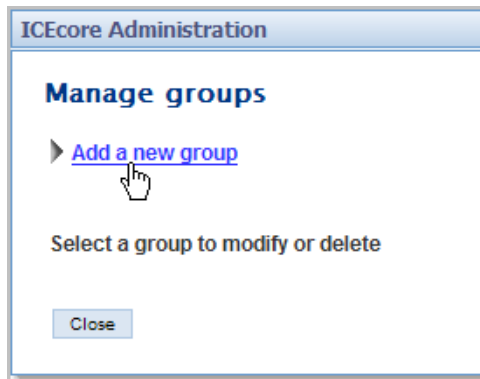 ICEcore Administration
Manage groups
Add a new group
Select a group to modify or delete
Close